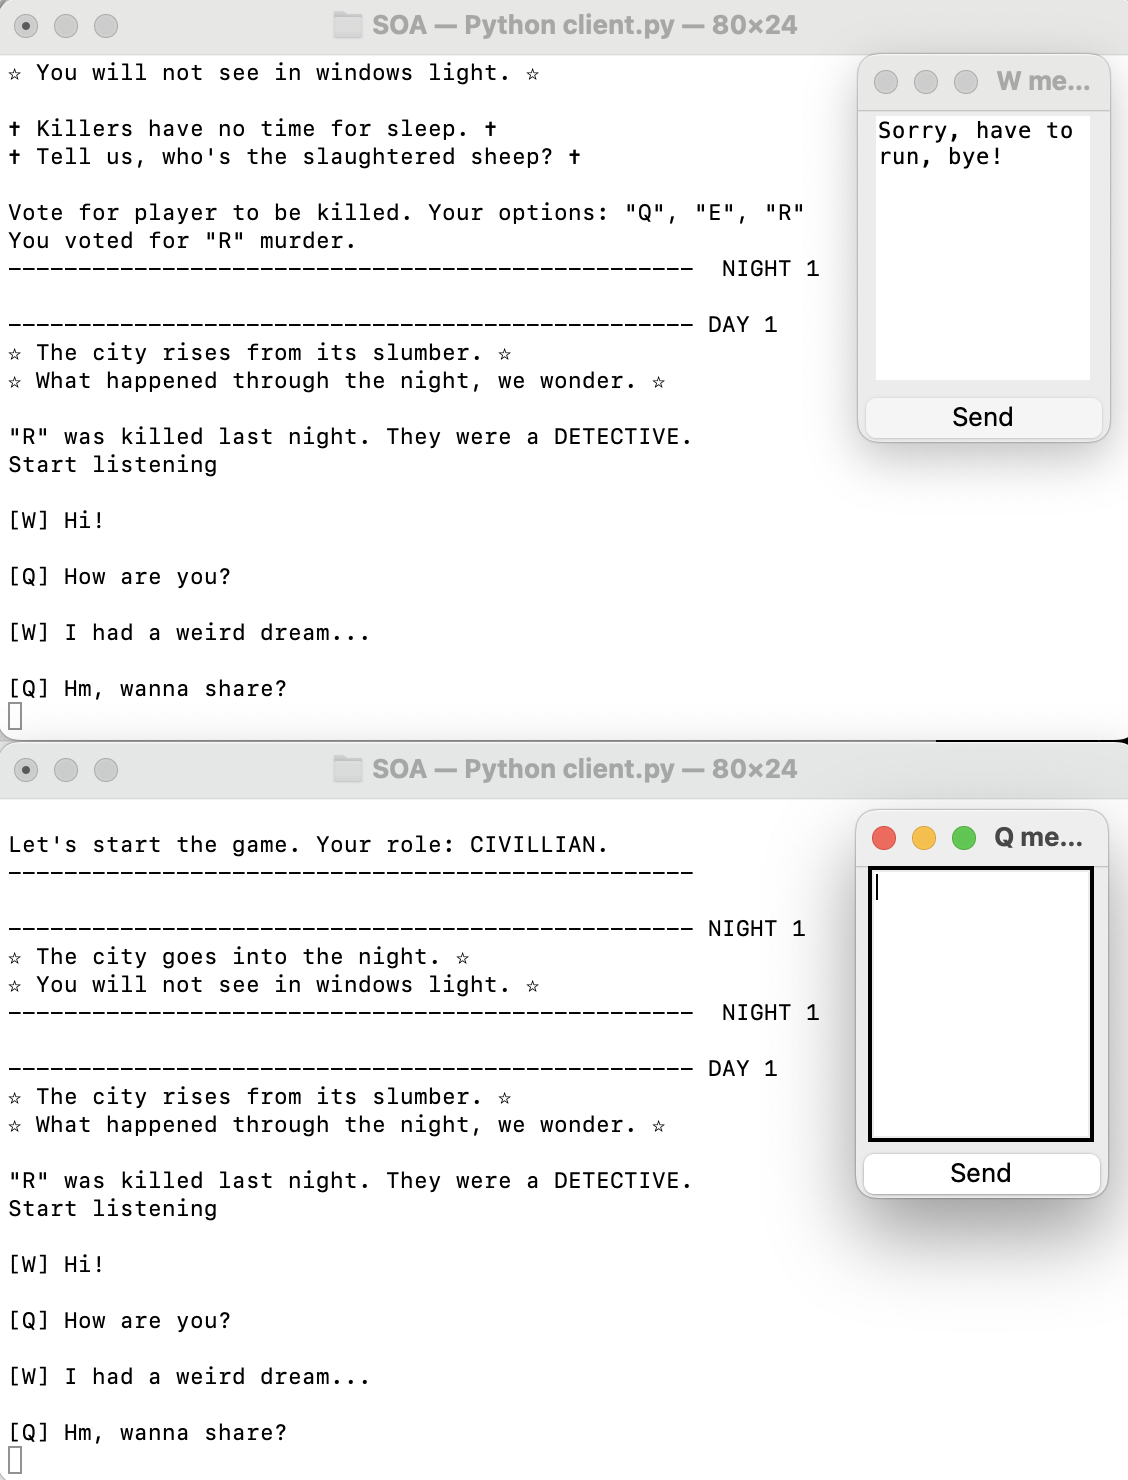 SOA — Python client.py — 80×24
☆ You will not see in windows light. ☆
✝ Killers have no time for sleep. ✝
✝ Tell us, who's the slaughtered sheep? ✝
Vote for player to be killed. Your options: "Q", "E", "R"
You voted for "R" murder.
------------------------------------------------- NIGHT 1
------------------------------------------------- DAY 1
☆ The city rises from its slumber. ☆
☆ What happened through the night, we wonder. ☆
"R" was killed last night. They were a DETECTIVE.
Start listening
[W] Hi!
[Q] How are you?
[W] I had a weird dream...
[Q] Hm, wanna share?
W me...
Sorry, have to
run, bye!
Send
SOA — Python client.py — 80×24
Let's start the game. Your role: CIVILLIAN.
-------------------------------------------------
------------------------------------------------- NIGHT 1
☆ The city goes into the night. ☆
☆ You will not see in windows light. ☆
------------------------------------------------- NIGHT 1
------------------------------------------------- DAY 1
☆ The city rises from its slumber. ☆
☆ What happened through the night, we wonder. ☆
"R" was killed last night. They were a DETECTIVE.
Start listening
[W] Hi!
[Q] How are you?
[W] I had a weird dream...
[Q] Hm, wanna share?
Q me...
Send